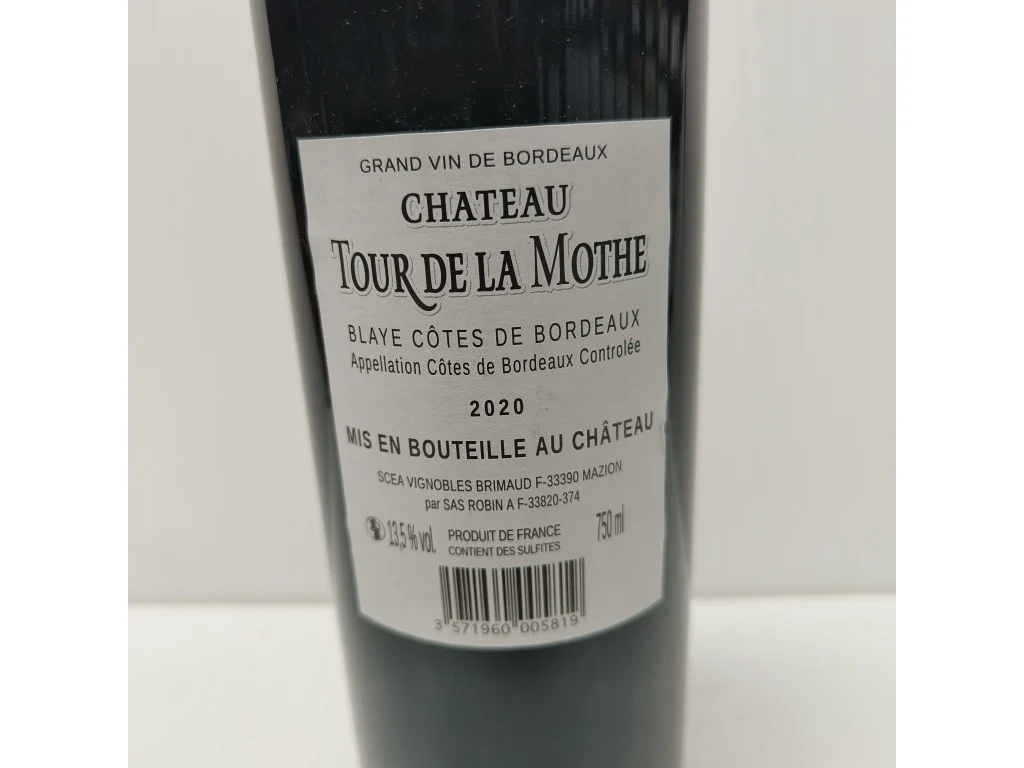 GRAND VIN DE BORDEAUX
CHATEAU
TOUR DE LA MOTHE
BLAYE CÔTES DE BORDEAUX
Appellation Côtes de Bordeaux Controlée
2020
MIS EN BOUTEILLE AU CHÂTEAU
SCEA VIGNOBLES BRIMAUD F-33390 MAZION
par SAS ROBIN A F-33820-374
13,5 % vol. PRODUIT DE FRANCE 750 ml
CONTIENT DES SULFITES
3 571960 005819